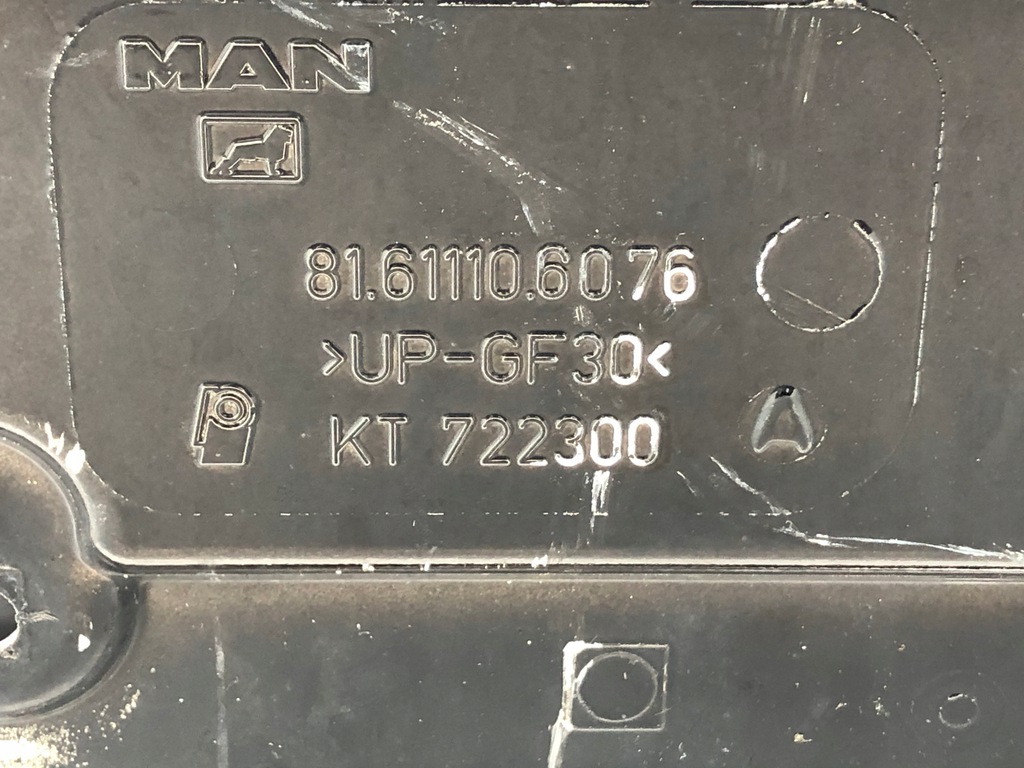 MAN
81.61110.6076
>UP-GF30<
KT 722300
A